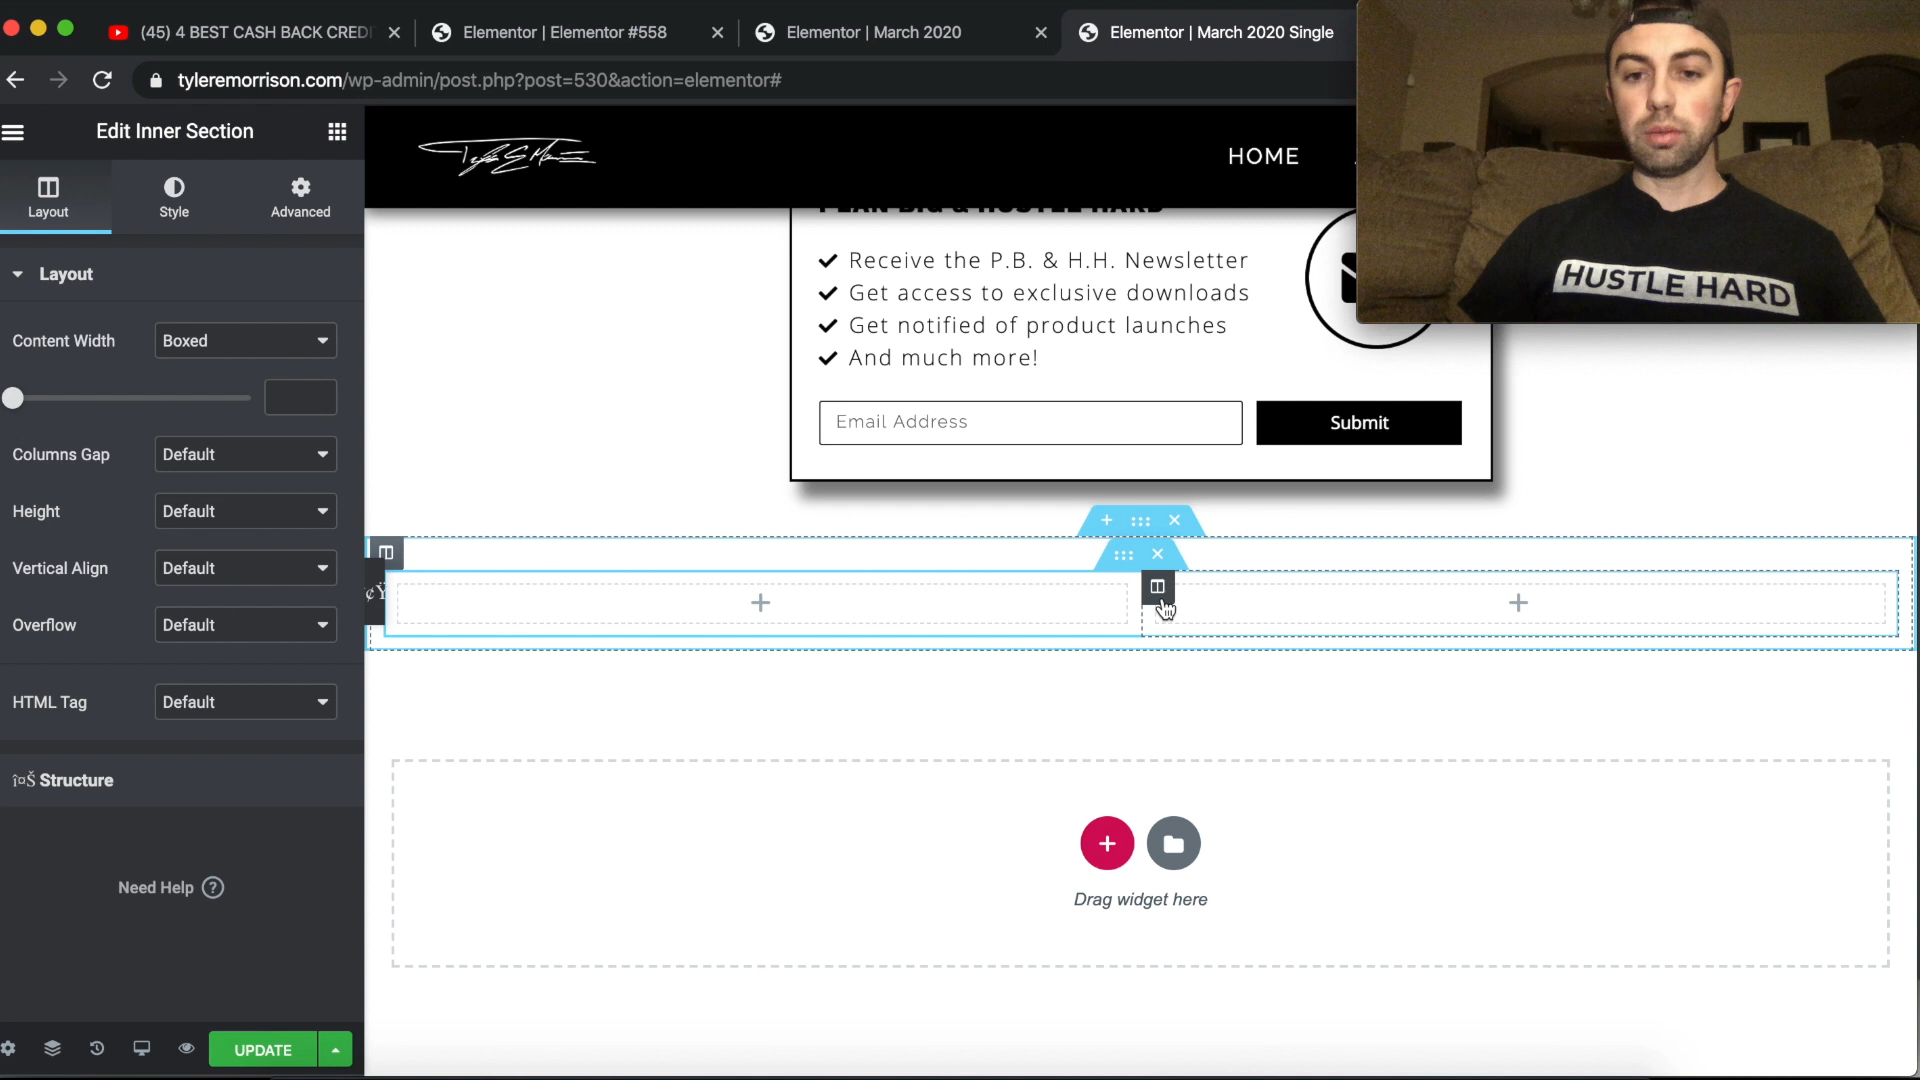 (45) 4 BEST CASH BACK CREDI
Elementor | Elementor #558
Elementor | March 2020
Elementor | March 2020 Single
tyleremorrison.com/wp-admin/post.php?post=530&action=elementor#
Edit Inner Section
HOME
Layout
Style
Advanced
PLAN BIG & HUSTLE HARD
HUSTLE HARD
Layout
Receive the P.B. & H.H. Newsletter
Get access to exclusive downloads
Get notified of product launches
And much more!
Content Width
Boxed
Email Address
Submit
Columns Gap
Default
Height
Default
Vertical Align
Default
Overflow
Default
HTML Tag
Default
î¤Š Structure
Need Help
Drag widget here
UPDATE